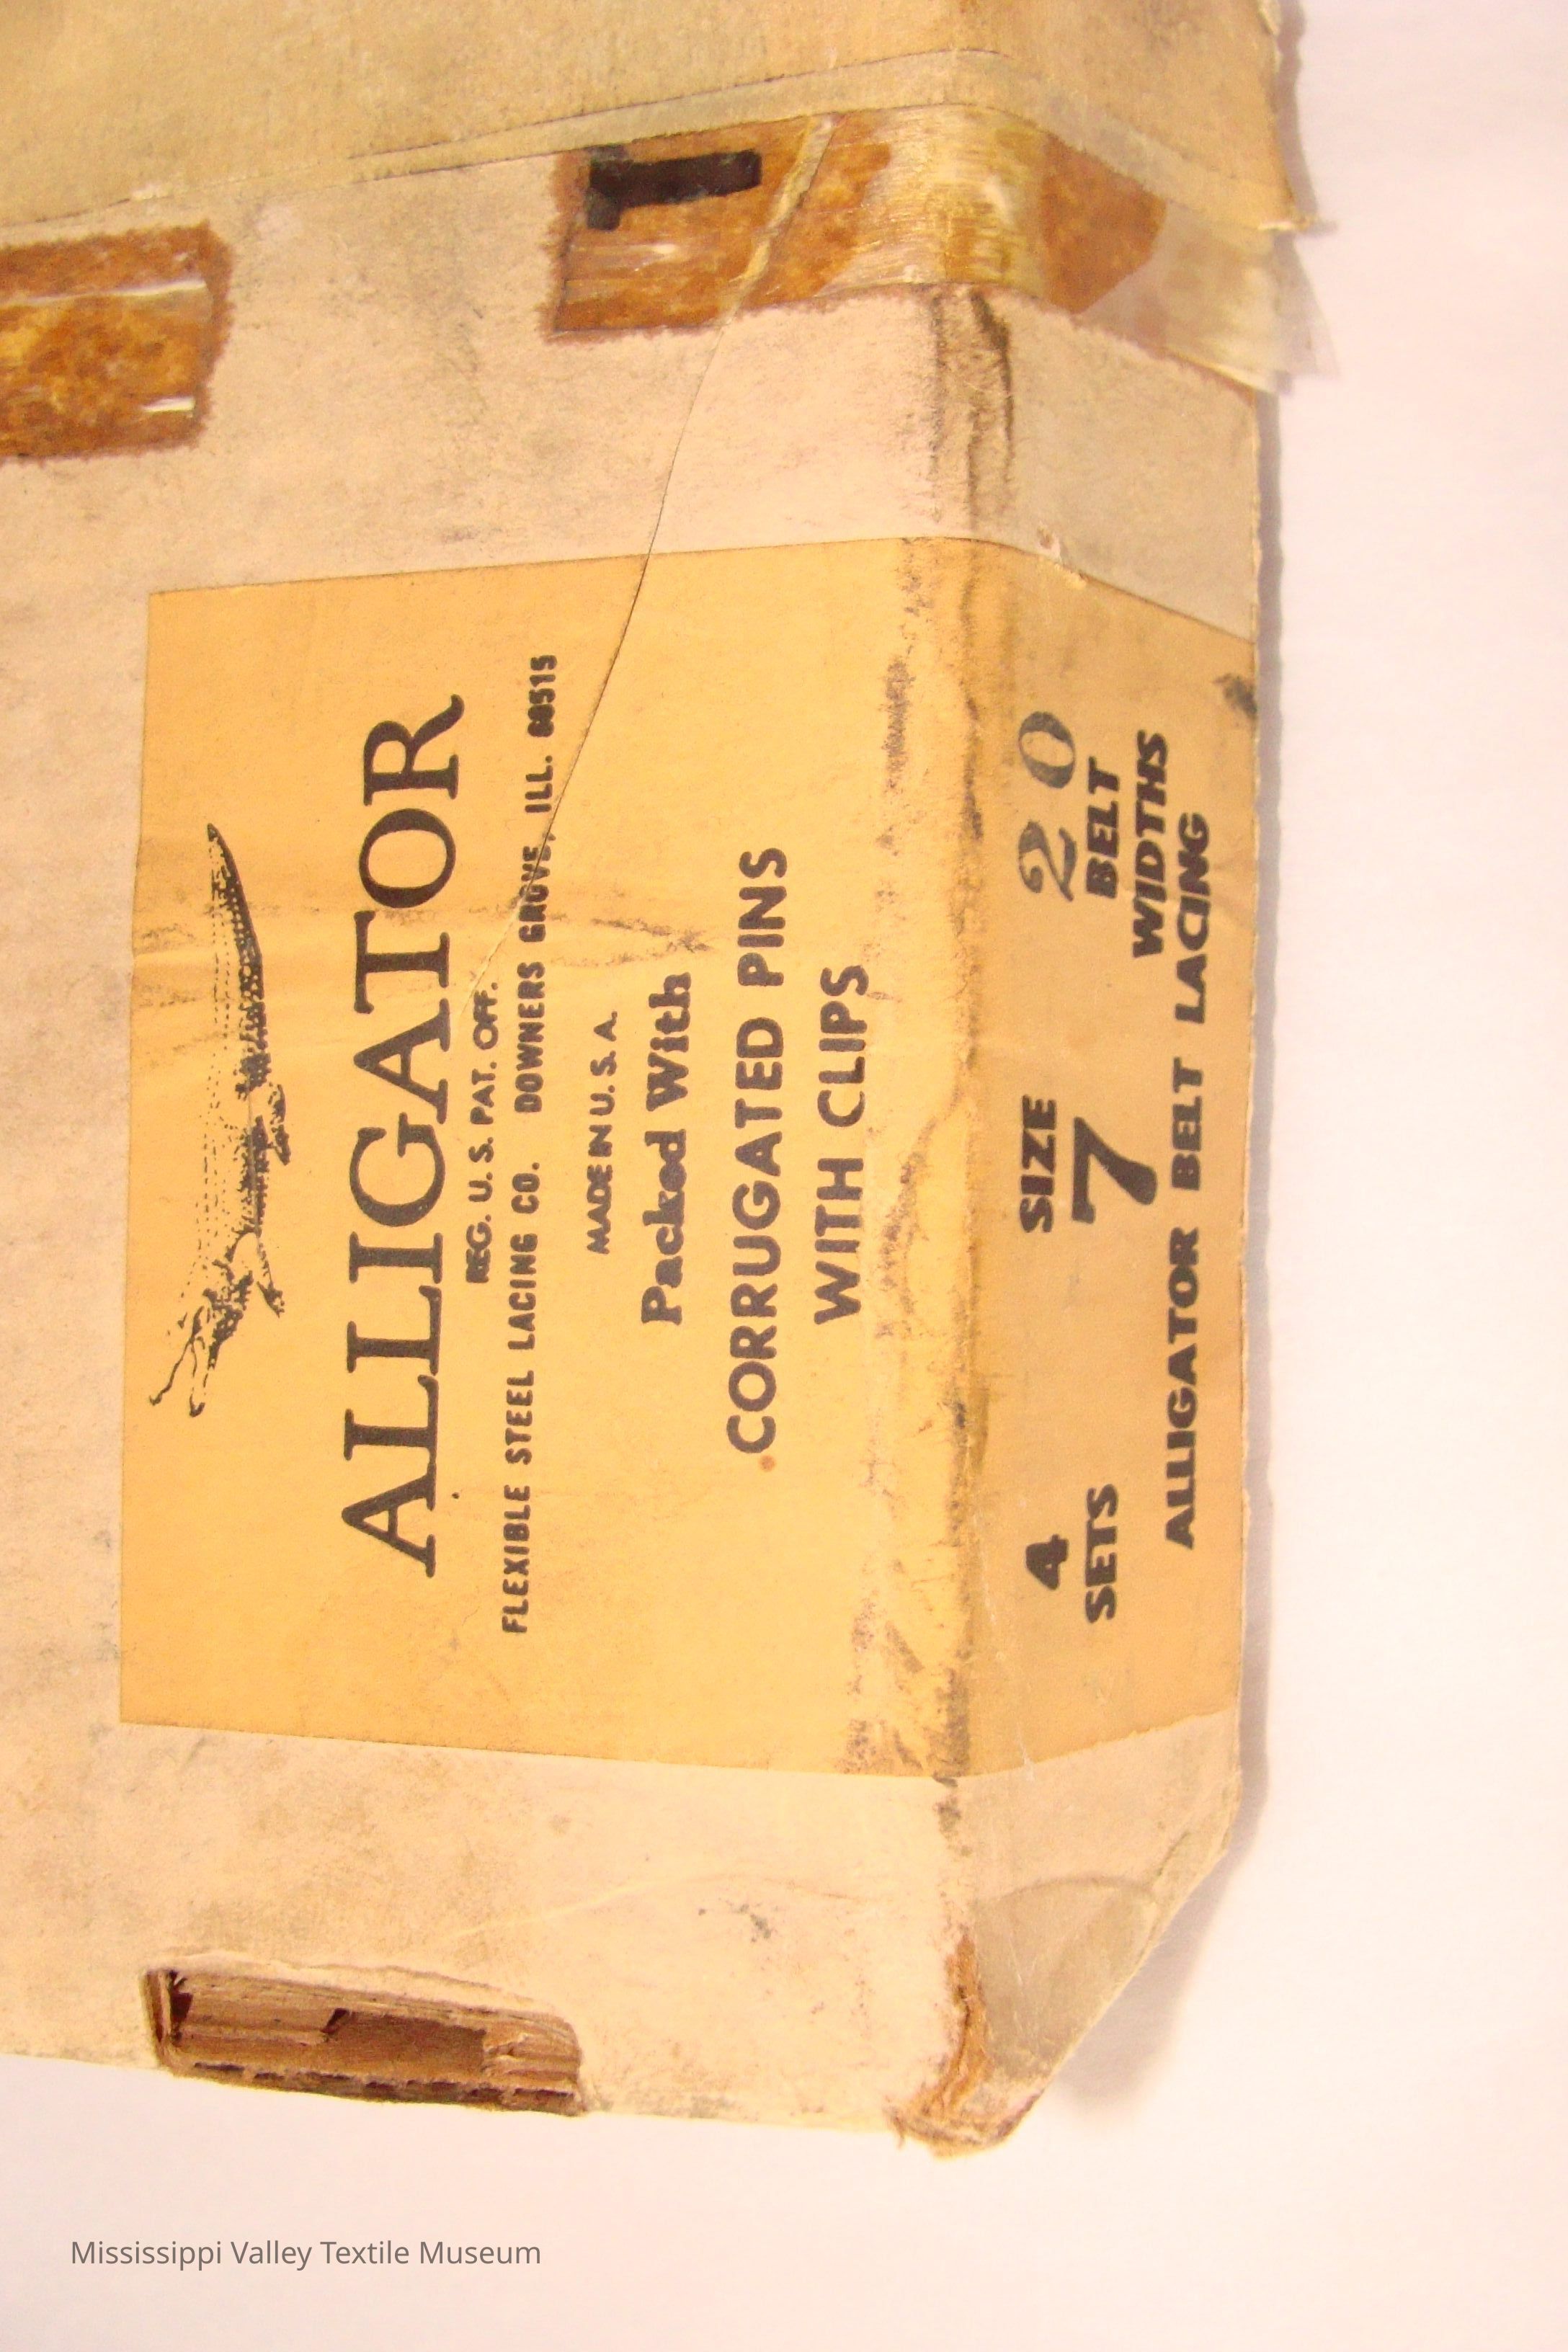 ALLIGATOR
REG. U.S. PAT. OFF.
FLEXIBLE STEEL LACING CO. DOWNERS GROVE, ILL. 60515
MADE IN U.S.A.
Packed With
CORRUGATED PINS
WITH CLIPS
4
SETS
SIZE
7
20
BELT
WIDTHS
ALLIGATOR BELT LACING
Mississippi Valley Textile Museum